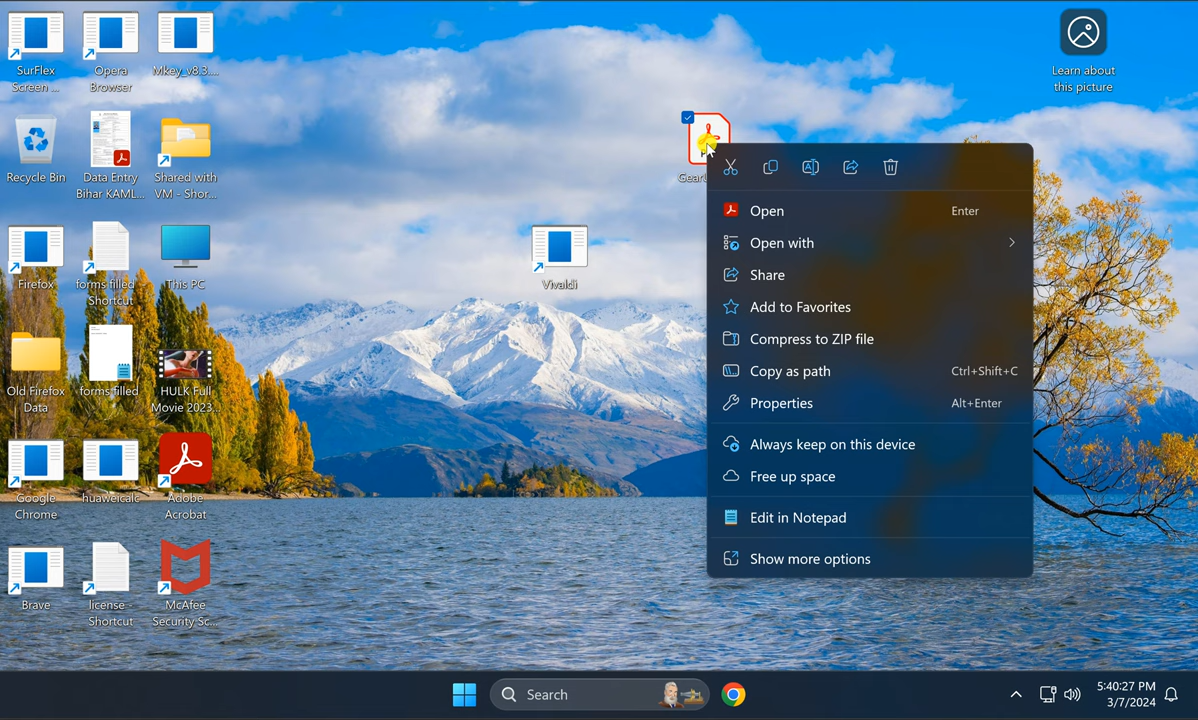 SurFlex
Screen ...
Opera
Browser
Mkey_v8.3....
Recycle Bin
Data Entry
Bihar KAML...
Shared with
VM - Shor...
Firefox
forms filled
Shortcut
This PC
Old Firefox
Data
forms filled
HULK Full
Movie 2023...
Google
Chrome
huaweicalc
Adobe
Acrobat
Brave
license -
Shortcut
McAfee
Security Sc...
Vivaldi
Learn about
this picture
Open Enter
Open with
Share
Add to Favorites
Compress to ZIP file
Copy as path Ctrl+Shift+C
Properties Alt+Enter
Always keep on this device
Free up space
Edit in Notepad
Show more options
Search
5:40:27 PM
3/7/2024